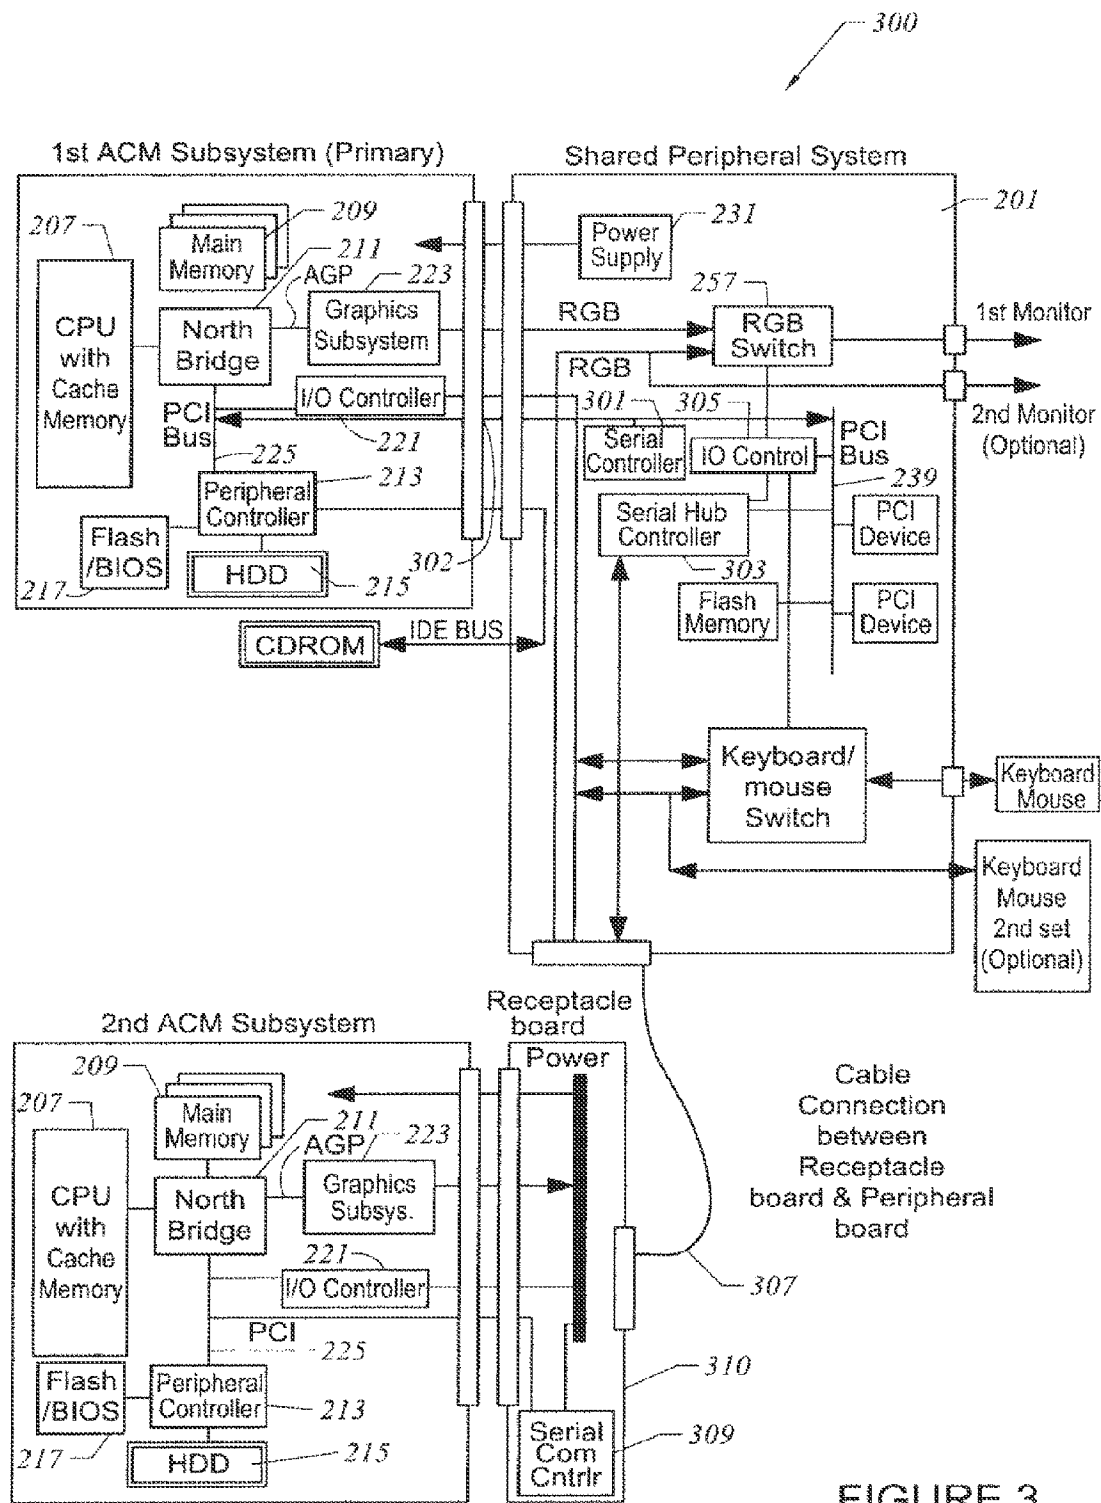 300
1st ACM Subsystem (Primary)
Shared Peripheral System
207
209
Main
Memory
211
AGP
223
CPU
with
Cache
Memory
North
Bridge
Graphics
Subsystem
I/O Controller
PCI
Bus
221
225
213
Peripheral
Controller
Flash
/BIOS
217
HDD
215
302
CDROM
IDE BUS
231
201
Power
Supply
257
RGB
RGB
Switch
RGB
1st Monitor
2nd Monitor
(Optional)
301
305
Serial
Controller
IO Control
PCI
Bus
239
Serial Hub
Controller
303
PCI
Device
Flash
Memory
PCI
Device
Keyboard/
mouse
Switch
Keyboard
Mouse
Keyboard
Mouse
2nd set
(Optional)
2nd ACM Subsystem
Receptacle
board
Power
209
207
Main
Memory
211
AGP
223
CPU
with
Cache
Memory
North
Bridge
Graphics
Subsys.
221
I/O Controller
PCI
225
Flash
/BIOS
217
Peripheral
Controller
213
HDD
215
Cable
Connection
between
Receptacle
board & Peripheral
board
307
310
Serial
Com
Cntrlr
309
FIGURE 3